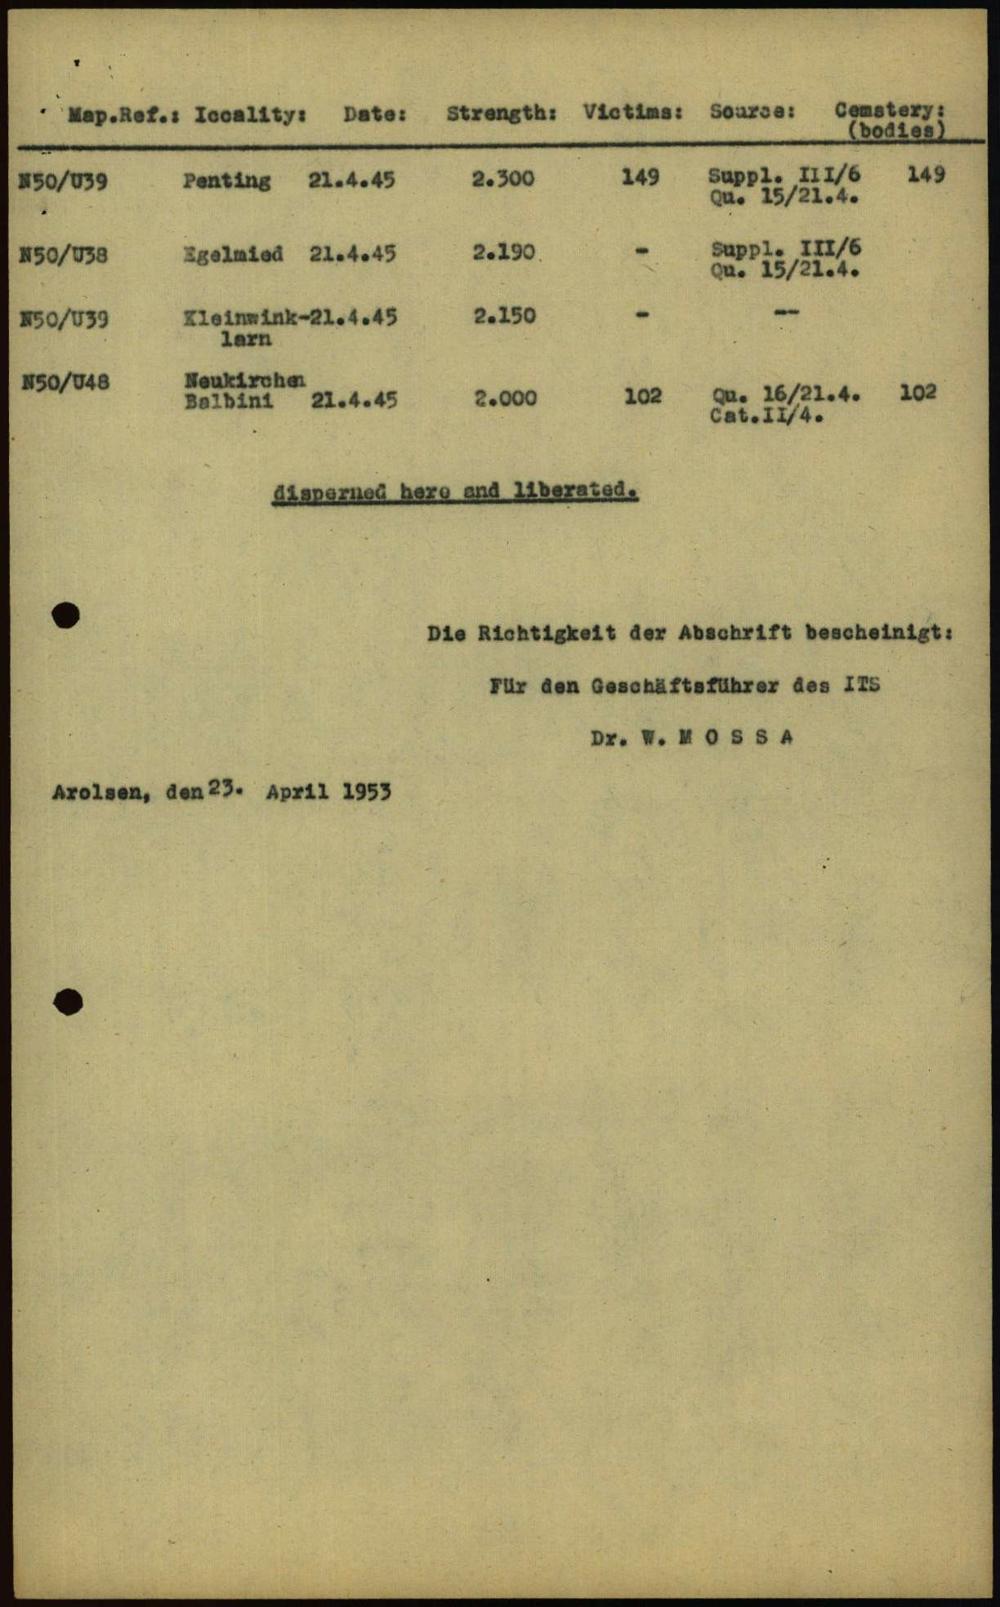 Map.Ref.: Iocality: Date: Strength: Victims: Source: Cemetery:
(bodies)
N50/U39 Penting 21.4.45 2.300 149 Suppl. III/6 149
Qu. 15/21.4.
N50/U38 Egelmied 21.4.45 2.190. - Suppl. III/6
Qu. 15/21.4.
N50/U39 Kleinwink-21.4.45 2.150 - --
larn
N50/U48 Neukirchen
Balbini 21.4.45 2.000 102 Qu. 16/21.4. 102
Cat.II/4.
dispersed here and liberated.
Die Richtigkeit der Abschrift bescheinigt:
Für den Geschäftsführer des ITS
Dr. W. M O S S A
Arolsen, den 23. April 1953